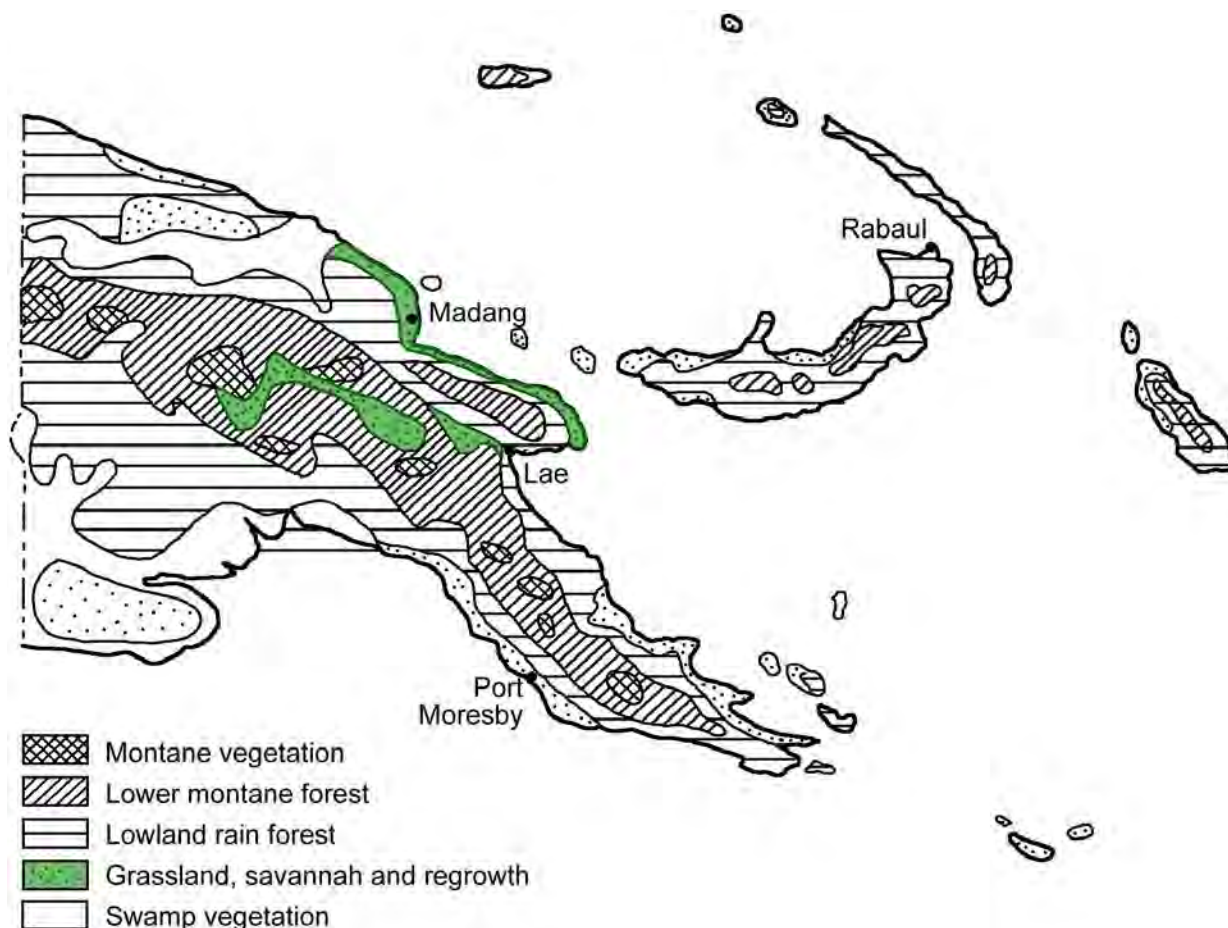 Rabaul
Madang
Lae
Port
Moresby
Montane vegetation
Lower montane forest
Lowland rain forest
Grassland, savannah and regrowth
Swamp vegetation